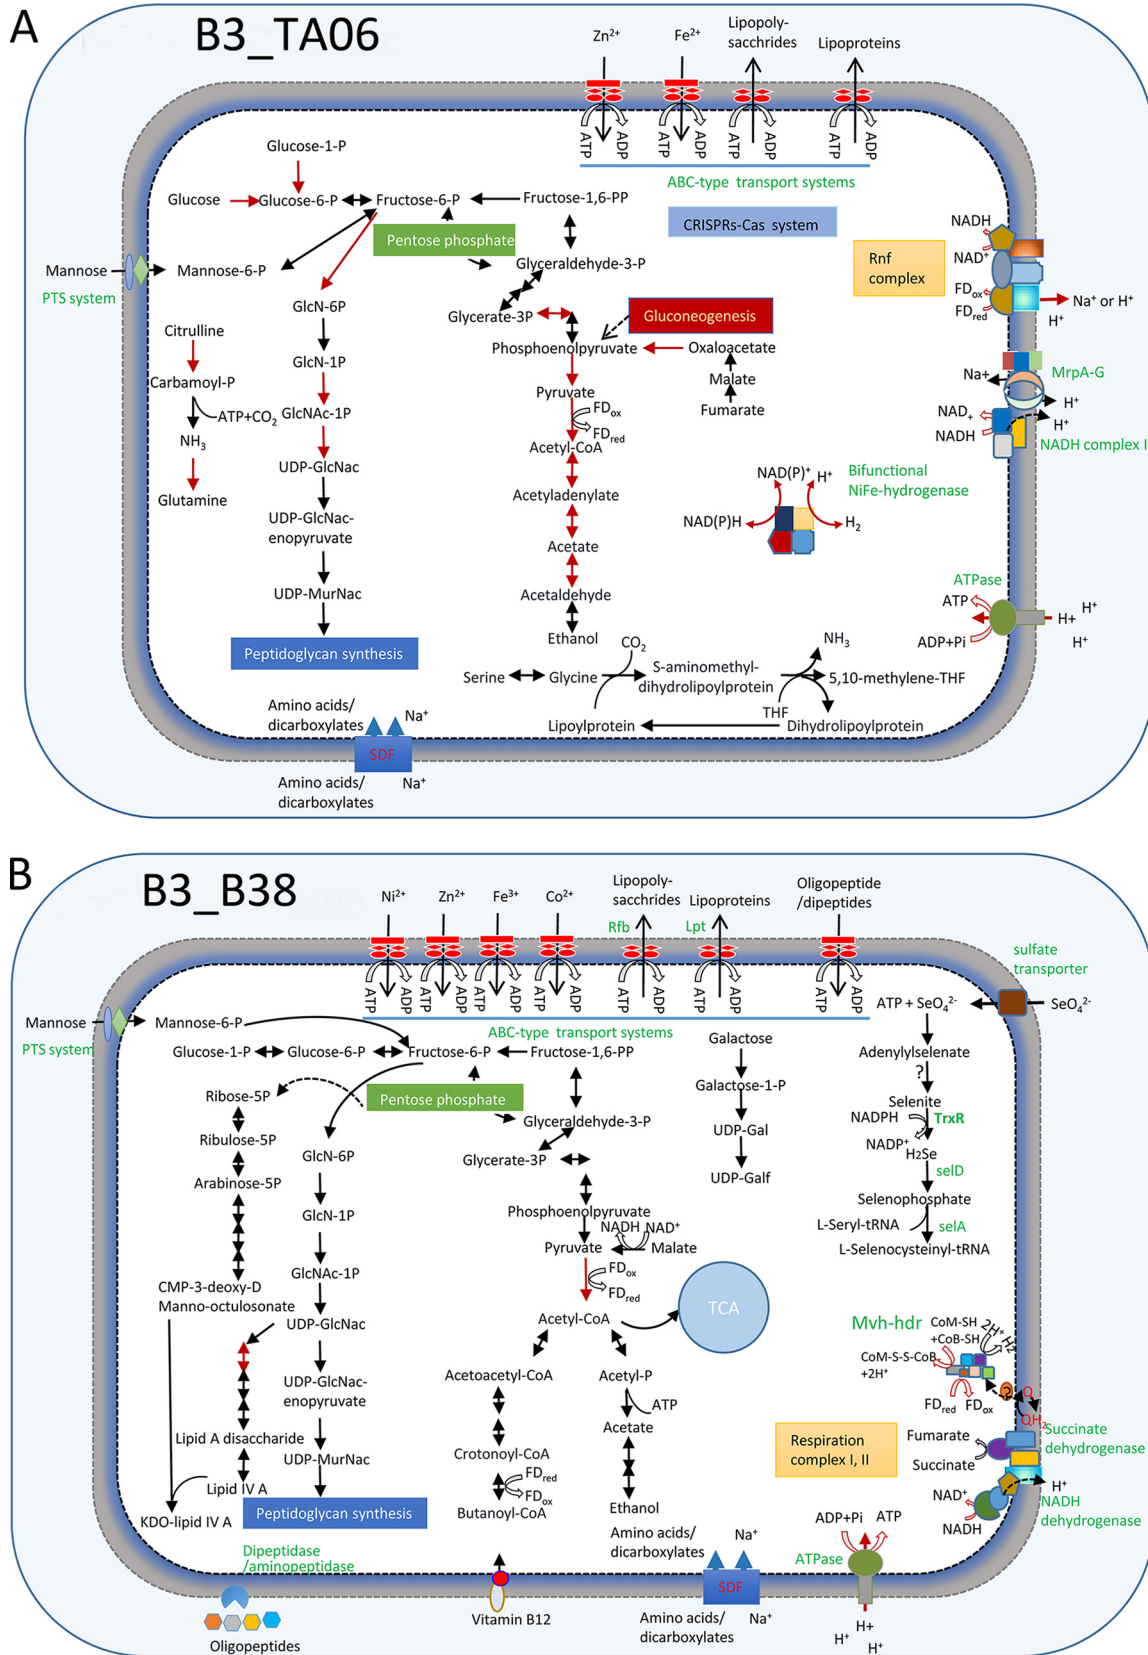 A
B3_TA06
Zn²⁺
Fe²⁺
Lipopoly-
sacchrides
Lipoproteins
ATP
ADP
ATP
ADP
ATP
ADP
ATP
ADP
ABC-type transport systems
CRISPRs-Cas system
Glucose-1-P
Glucose
Glucose-6-P
Fructose-6-P
Fructose-1,6-PP
Pentose phosphate
Mannose
Mannose-6-P
PTS system
Glyceraldehyde-3-P
GlcN-6P
Glycerate-3P
Gluconeogenesis
Citrulline
Phosphoenolpyruvate
Oxaloacetate
GlcN-1P
Carbamoyl-P
Pyruvate
Malate
ATP+CO₂
GlcNAc-1P
FDox
Fumarate
NH₃
FDred
Acetyl-CoA
UDP-GlcNac
Glutamine
Acetyladenylate
UDP-GlcNac-
enopyruvate
Acetate
UDP-MurNac
Acetaldehyde
Ethanol
Peptidoglycan synthesis
Rnf
complex
NADH
NAD⁺
FDox
FDred
Na⁺ or H⁺
H⁺
MrpA-G
Na+
H⁺
NAD₊
NADH
H⁺
NADH complex I
Bifunctional
NiFe-hydrogenase
NAD(P)⁺
H⁺
NAD(P)H
H₂
ATPase
ATP
ADP+Pi
H+
H⁺
H⁺
CO₂
NH₃
Serine
Glycine
S-aminomethyl-
dihydrolipoylprotein
5,10-methylene-THF
THF
Lipoylprotein
Dihydrolipoylprotein
Amino acids/
dicarboxylates
Na⁺
SDF
Amino acids/
dicarboxylates
Na⁺
B
B3_B38
Ni²⁺
Zn²⁺
Fe³⁺
Co²⁺
Lipopoly-
sacchrides
Rfb
Lipoproteins
Lpt
Oligopeptide
/dipeptides
ATP
ADP
ATP
ADP
ATP
ADP
ATP
ADP
ATP
ADP
ATP
ADP
ATP
ADP
ABC-type transport systems
sulfate
transporter
ATP + SeO₄²⁻
SeO₄²⁻
Mannose
Mannose-6-P
PTS system
Glucose-1-P
Glucose-6-P
Fructose-6-P
Fructose-1,6-PP
Galactose
Adenylylselenate
?
Galactose-1-P
Ribose-5P
Pentose phosphate
Selenite
NADPH
TrxR
Glyceraldehyde-3-P
UDP-Gal
Ribulose-5P
NADP⁺
H₂Se
GlcN-6P
Glycerate-3P
selD
Arabinose-5P
UDP-Galf
Selenophosphate
GlcN-1P
Phosphoenolpyruvate
L-Seryl-tRNA
selA
NADH
NAD⁺
Pyruvate
Malate
L-Selenocysteinyl-tRNA
GlcNAc-1P
FDox
FDred
CMP-3-deoxy-D
Manno-octulosonate
UDP-GlcNac
Acetyl-CoA
TCA
Mvh-hdr
CoM-SH
+CoB-SH
2H⁺
H₂
CoM-S-S-CoB
+2H⁺
FDred
FDox
?
Q
QH₂
Acetoacetyl-CoA
Acetyl-P
UDP-GlcNac-
enopyruvate
ATP
Acetate
Lipid A disaccharide
Crotonoyl-CoA
UDP-MurNac
FDred
FDox
Lipid IV A
Butanoyl-CoA
Ethanol
KDO-lipid IV A
Peptidoglycan synthesis
Respiration
complex I, II
Fumarate
Succinate
Succinate
dehydrogenase
NAD⁺
NADH
H⁺
NADH
dehydrogenase
ADP+Pi
ATP
ATPase
H+
H⁺
H⁺
Dipeptidase
/aminopeptidase
Oligopeptides
Vitamin B12
Amino acids/
dicarboxylates
Na⁺
SDF
Amino acids/
dicarboxylates
Na⁺